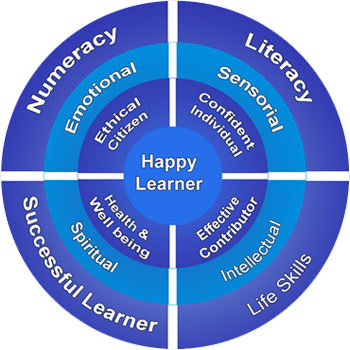 Numeracy
Literacy
Emotional
Sensorial
Ethical
Citizen
Confident
Individual
Happy
Learner
Health &
Well being
Effective
Contributor
Spiritual
Intellectual
Successful Learner
Life Skills